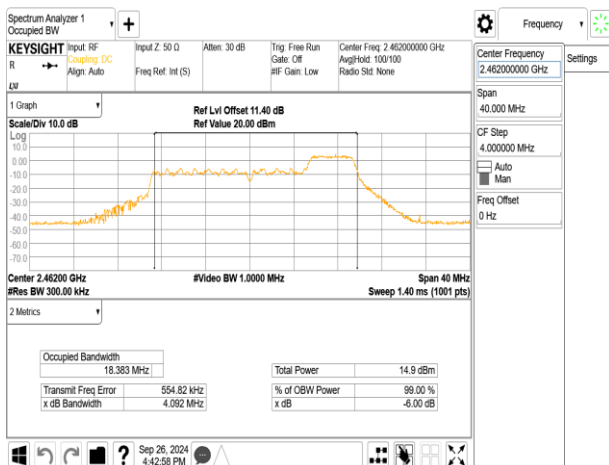 Spectrum Analyzer 1
Occupied BW
Frequency
KEYSIGHT
R
LXI
Input: RF
Coupling: DC
Align: Auto
Input Z: 50 Ω
Freq Ref: Int (S)
Atten: 30 dB
Trig: Free Run
Gate: Off
#IF Gain: Low
Center Freq: 2.462000000 GHz
Avg|Hold: 100/100
Radio Std: None
Center Frequency
2.462000000 GHz
Settings
Span
40.000 MHz
CF Step
4.000000 MHz
Auto
Man
Freq Offset
0 Hz
1 Graph
Scale/Div 10.0 dB
Ref Lvl Offset 11.40 dB
Ref Value 20.00 dBm
Log
10.0
0.00
-10.0
-20.0
-30.0
-40.0
-50.0
-60.0
-70.0
Center 2.46200 GHz
#Res BW 300.00 kHz
#Video BW 1.0000 MHz
Span 40 MHz
Sweep 1.40 ms (1001 pts)
2 Metrics
Occupied Bandwidth
18.383 MHz
Transmit Freq Error 554.82 kHz
x dB Bandwidth 4.092 MHz
Total Power 14.9 dBm
% of OBW Power 99.00 %
x dB -6.00 dB
Sep 26, 2024
4:42:58 PM